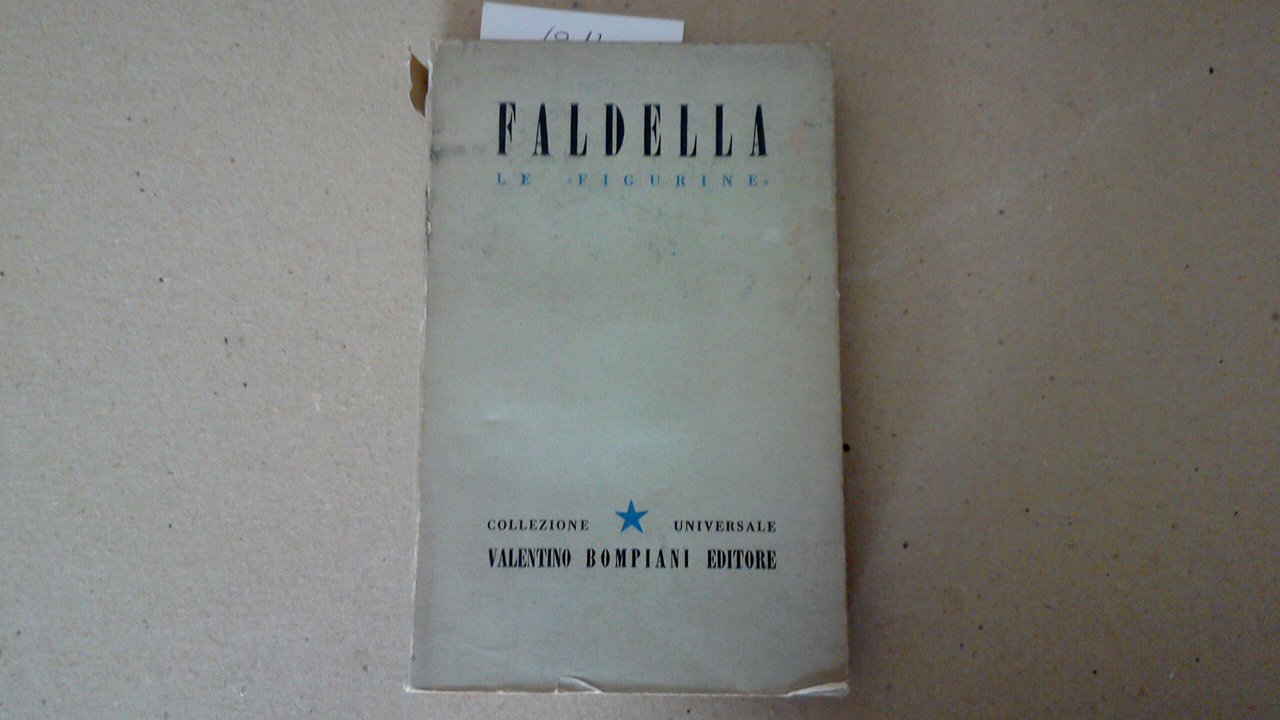 FALDELLA
LE «FIGURINE»
COLLEZIONE UNIVERSALE
VALENTINO BOMPIANI EDITORE